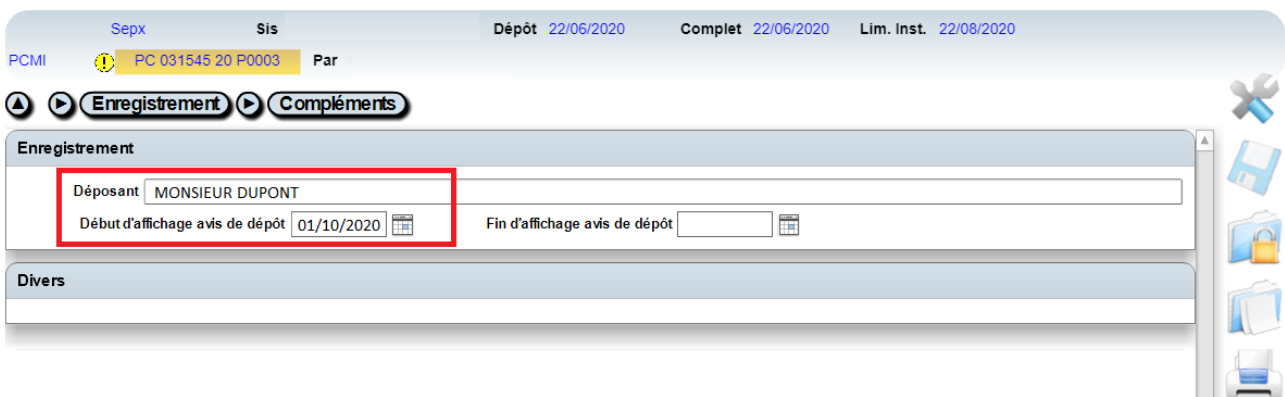 Sepx Sis Dépôt 22/06/2020 Complet 22/06/2020 Lim. Inst. 22/08/2020
PCMI PC 031545 20 P0003 Par
Enregistrement Compléments
Enregistrement
Déposant MONSIEUR DUPONT
Début d'affichage avis de dépôt 01/10/2020 Fin d'affichage avis de dépôt
Divers